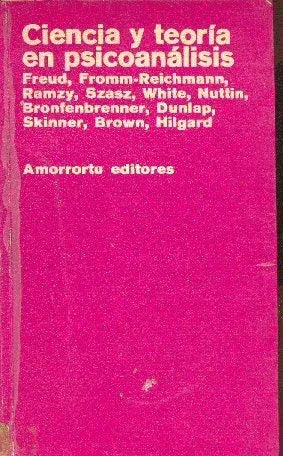 Ciencia y teoría
en psicoanálisis
Freud, Fromm-Reichmann,
Ramzy, Szasz, White, Nuttin,
Bronfenbrenner, Dunlap,
Skinner, Brown, Hilgard
Amorrortu editores